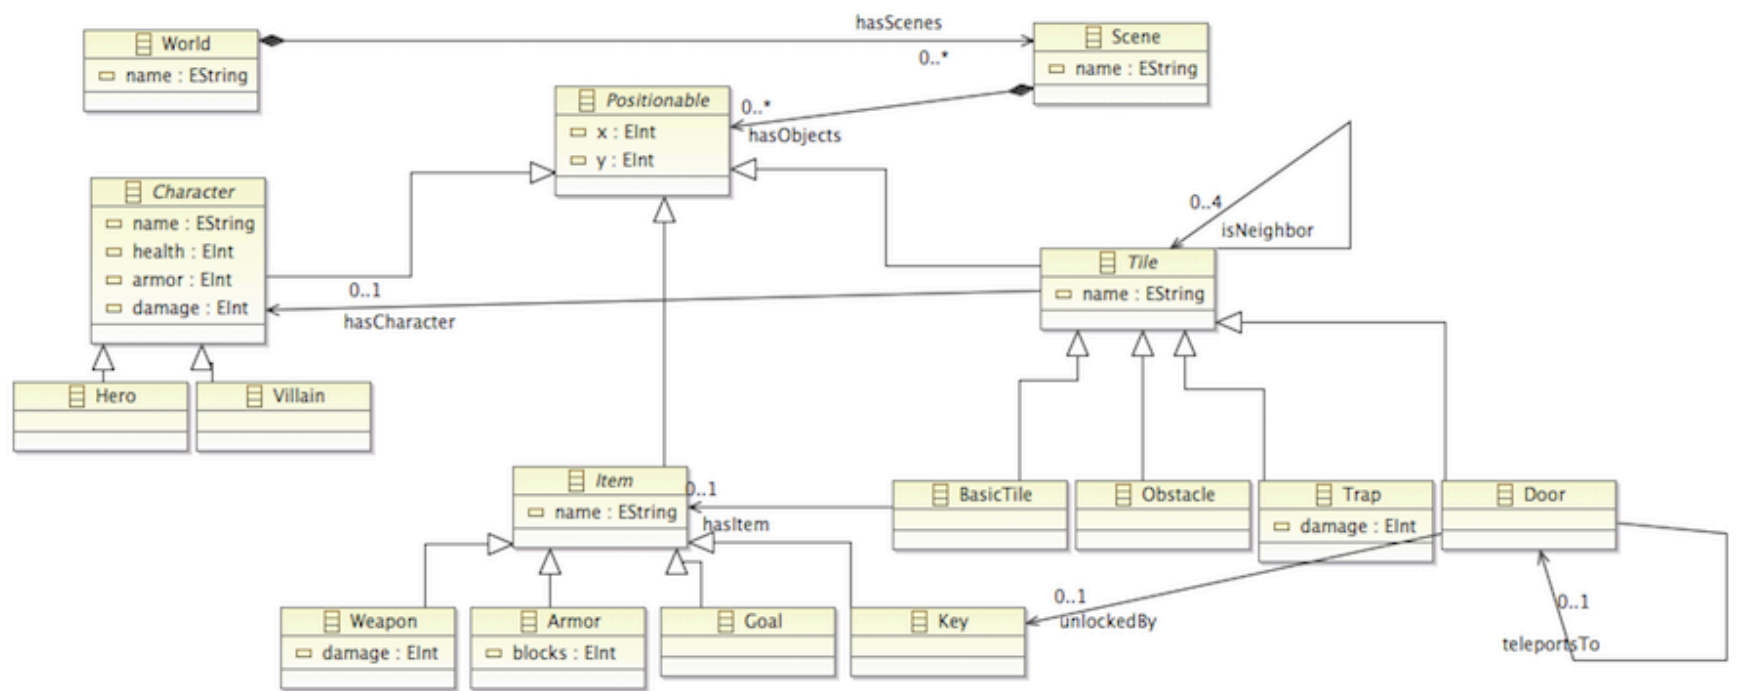 hasScenes
World
Scene
name : EString
0..*
name : EString
Positionable
0..*
x : EInt
hasObjects
y : EInt
Character
name : EString
0..4
isNeighbor
health : EInt
Tile
armor : EInt
0..1
name : EString
damage : EInt
hasCharacter
Hero
Villain
Item
0..1
BasicTile
Obstacle
Trap
Door
name : EString
hasItem
damage : EInt
0..1
0..1
Weapon
Armor
Goal
Key
unlockedBy
teleportsTo
damage : EInt
blocks : EInt